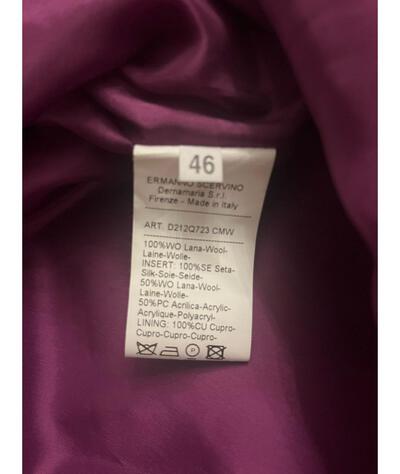 46
ERMANNO SCERVINO
Dernamaria S.r.l.
Firenze - Made in Italy
ART. D212Q723 CMW
100%WO Lana-Wool-
Laine-Wolle-
INSERT: 100%SE Seta-
Silk-Soie-Seide-
50%WO Lana-Wool-
Laine-Wolle-
50%PC Acrilica-Acrylic-
Acrylique-Polyacryl-
LINING: 100%CU Cupro-
Cupro-Cupro-Cupro-
P